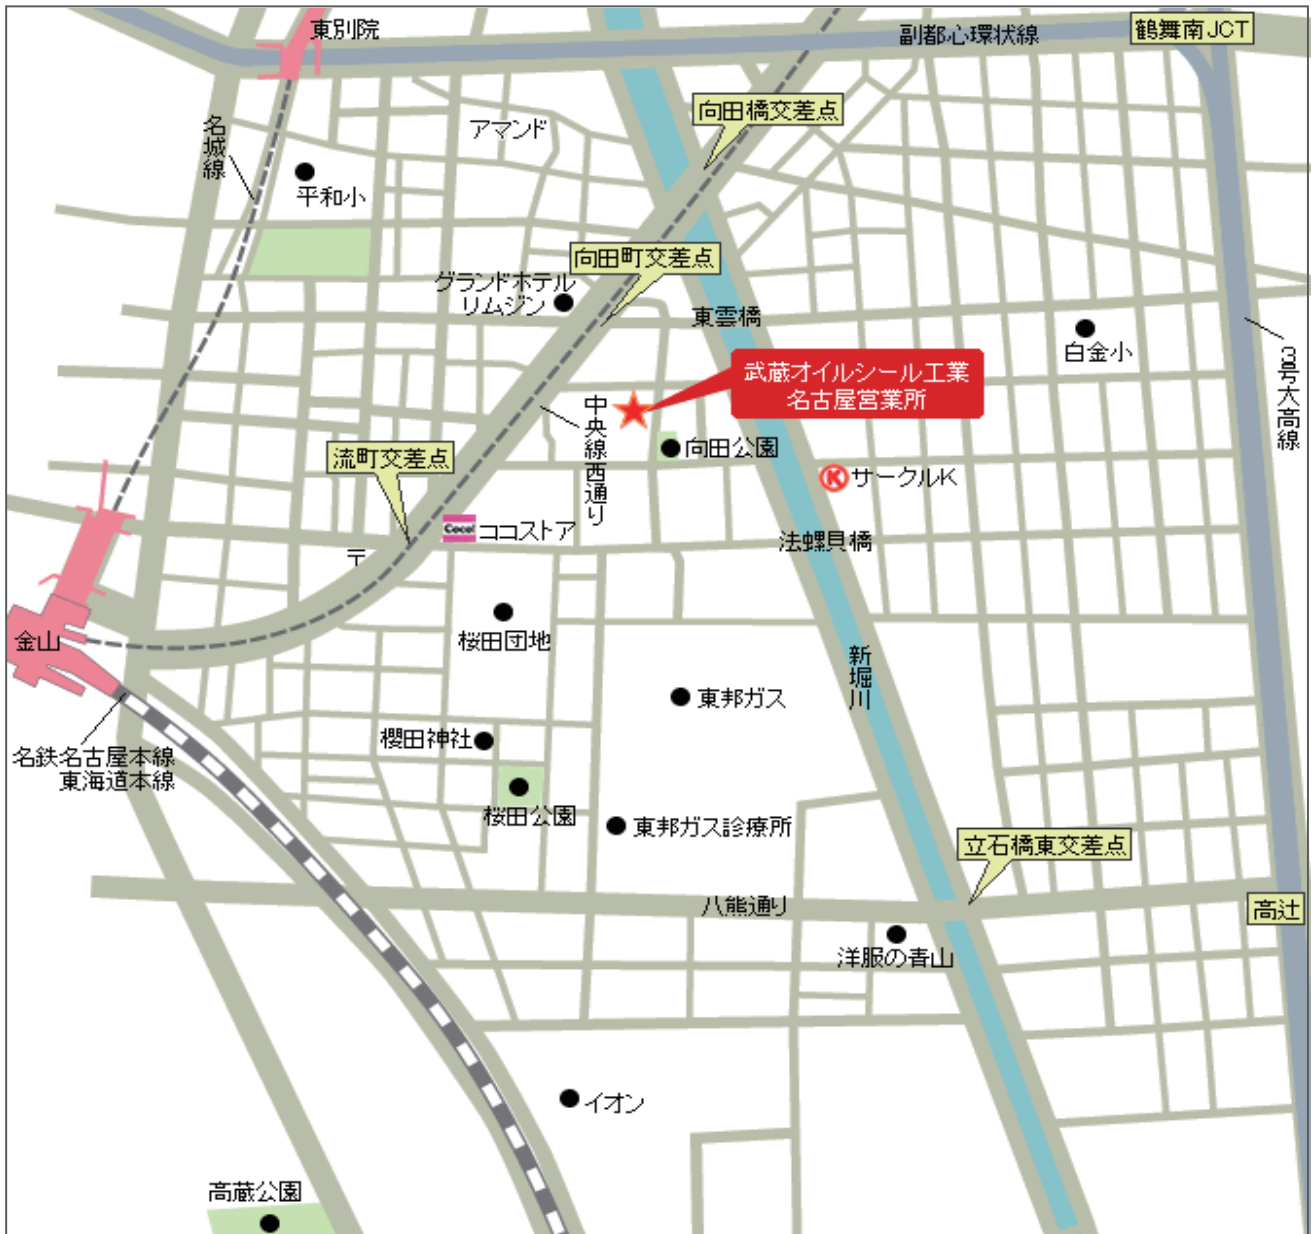 東別院
副都心環状線
鶴舞南JCT
向田橋交差点
アマンド
名城線
平和小
向田町交差点
グランドホテル
リムジン
東雲橋
白金小
3号大高線
武蔵オイルシール工業
名古屋営業所
中央線西通り
向田公園
流町交差点
サークルK
Coco!
ココストア
法螺貝橋
〒
桜田団地
金山
新堀川
東邦ガス
櫻田神社
名鉄名古屋本線
東海道本線
桜田公園
東邦ガス診療所
立石橋東交差点
八熊通り
高辻
洋服の青山
イオン
高蔵公園